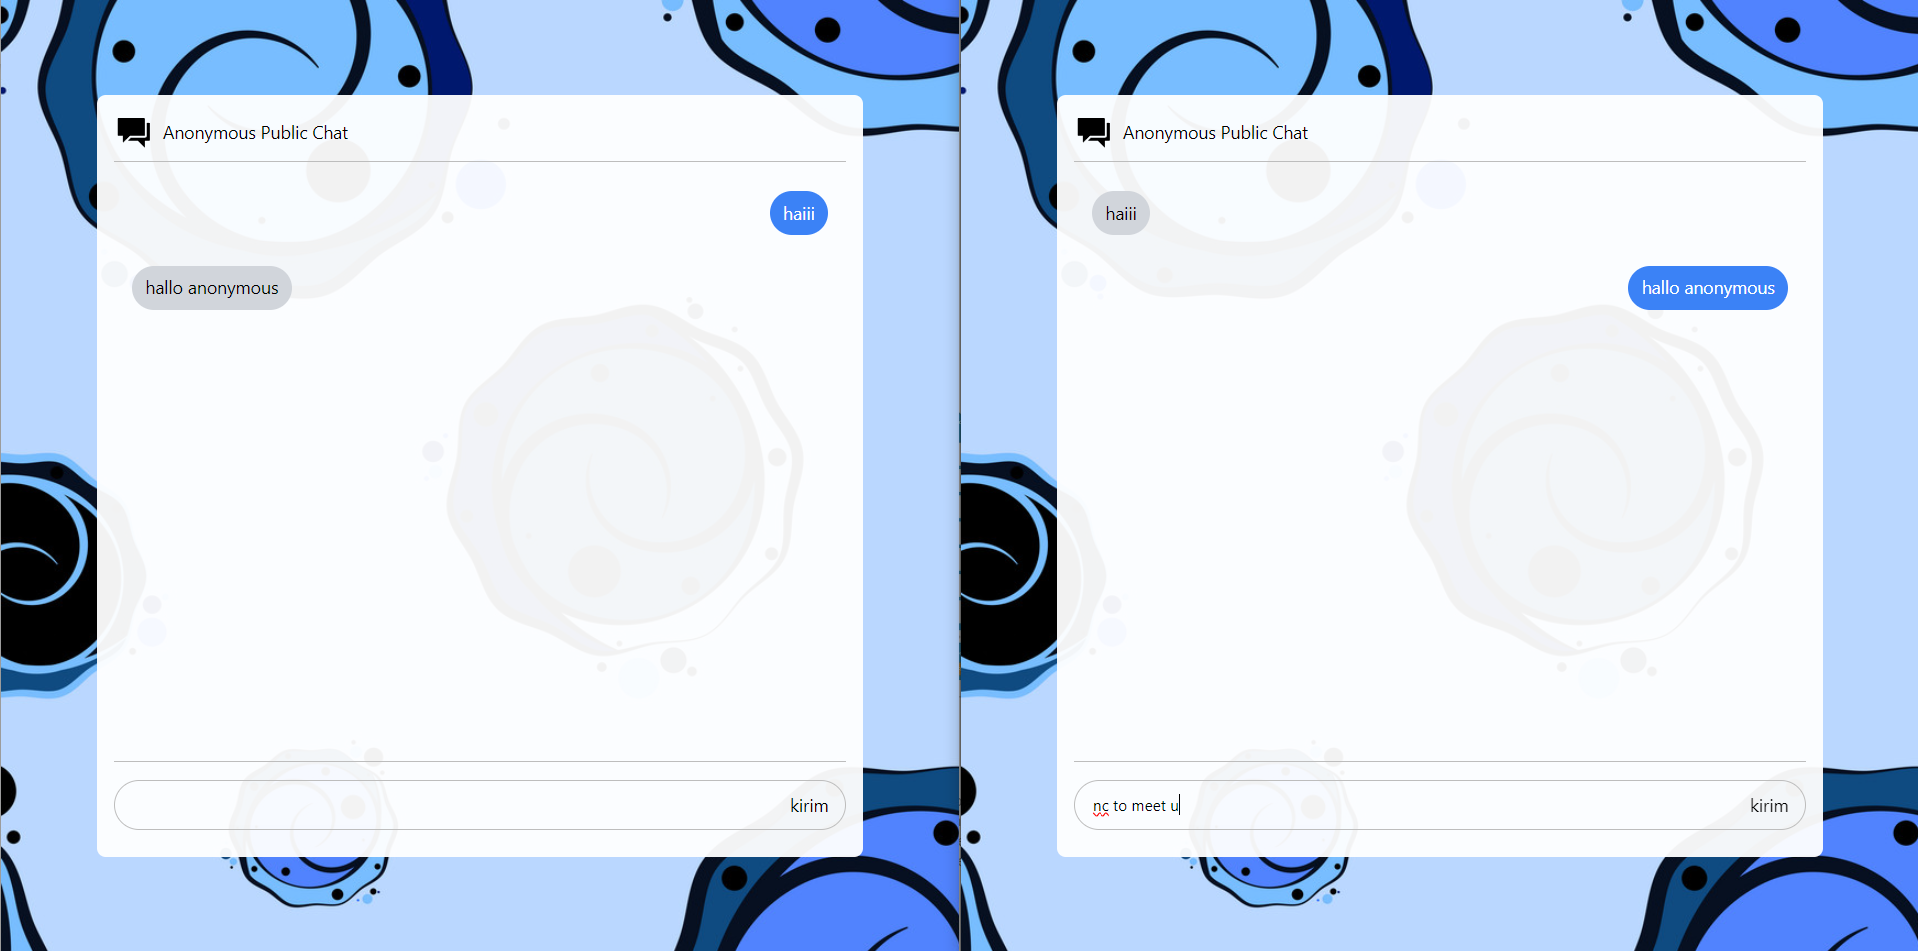 Anonymous Public Chat
haiii
hallo anonymous
kirim
Anonymous Public Chat
haiii
hallo anonymous
nc to meet u
kirim